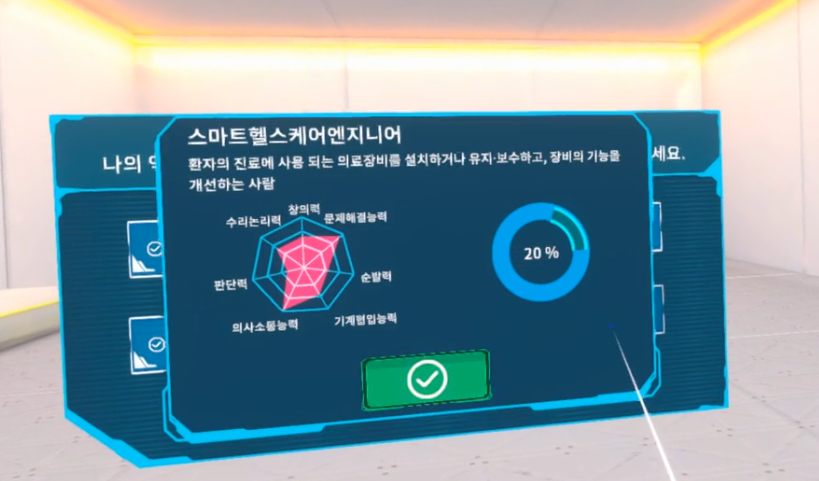 스마트헬스케어엔지니어
환자의 진료에 사용 되는 의료장비를 설치하거나 유지·보수하고, 장비의 기능을
개선하는 사람
나의
세요.
창의력
수리논리력
문제해결능력
판단력
순발력
의사소통능력
기계협업능력
20 %